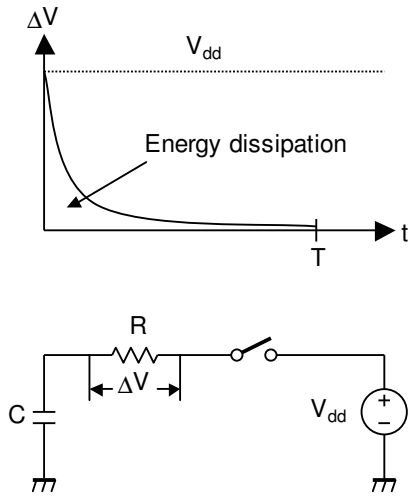 ΔV
V_dd
Energy dissipation
t
T
R
ΔV
C
V_dd
+
−